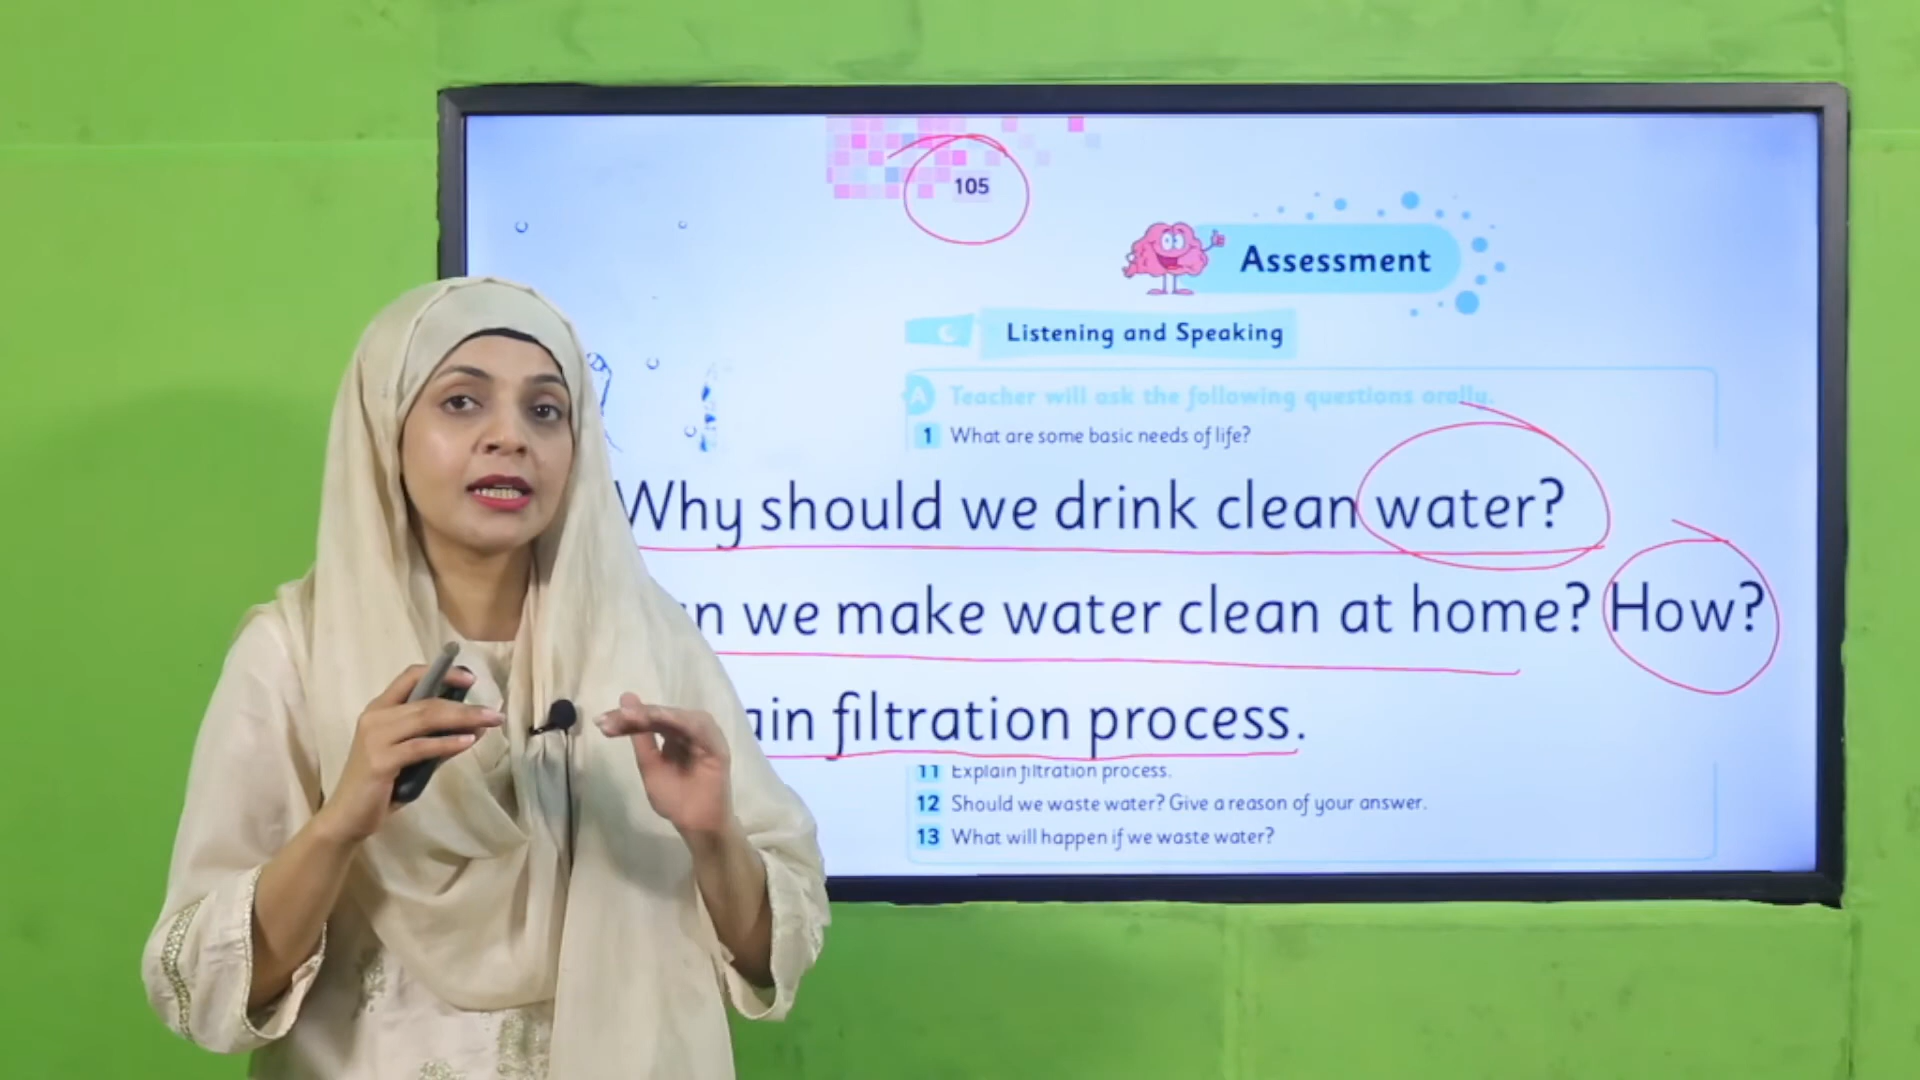 105
Assessment
Listening and Speaking
A Teacher will ask the following questions orally.
1 What are some basic needs of life?
Why should we drink clean water?
we make water clean at home? How?
filtration process.
11 Explain filtration process.
12 Should we waste water? Give a reason of your answer.
13 What will happen if we waste water?